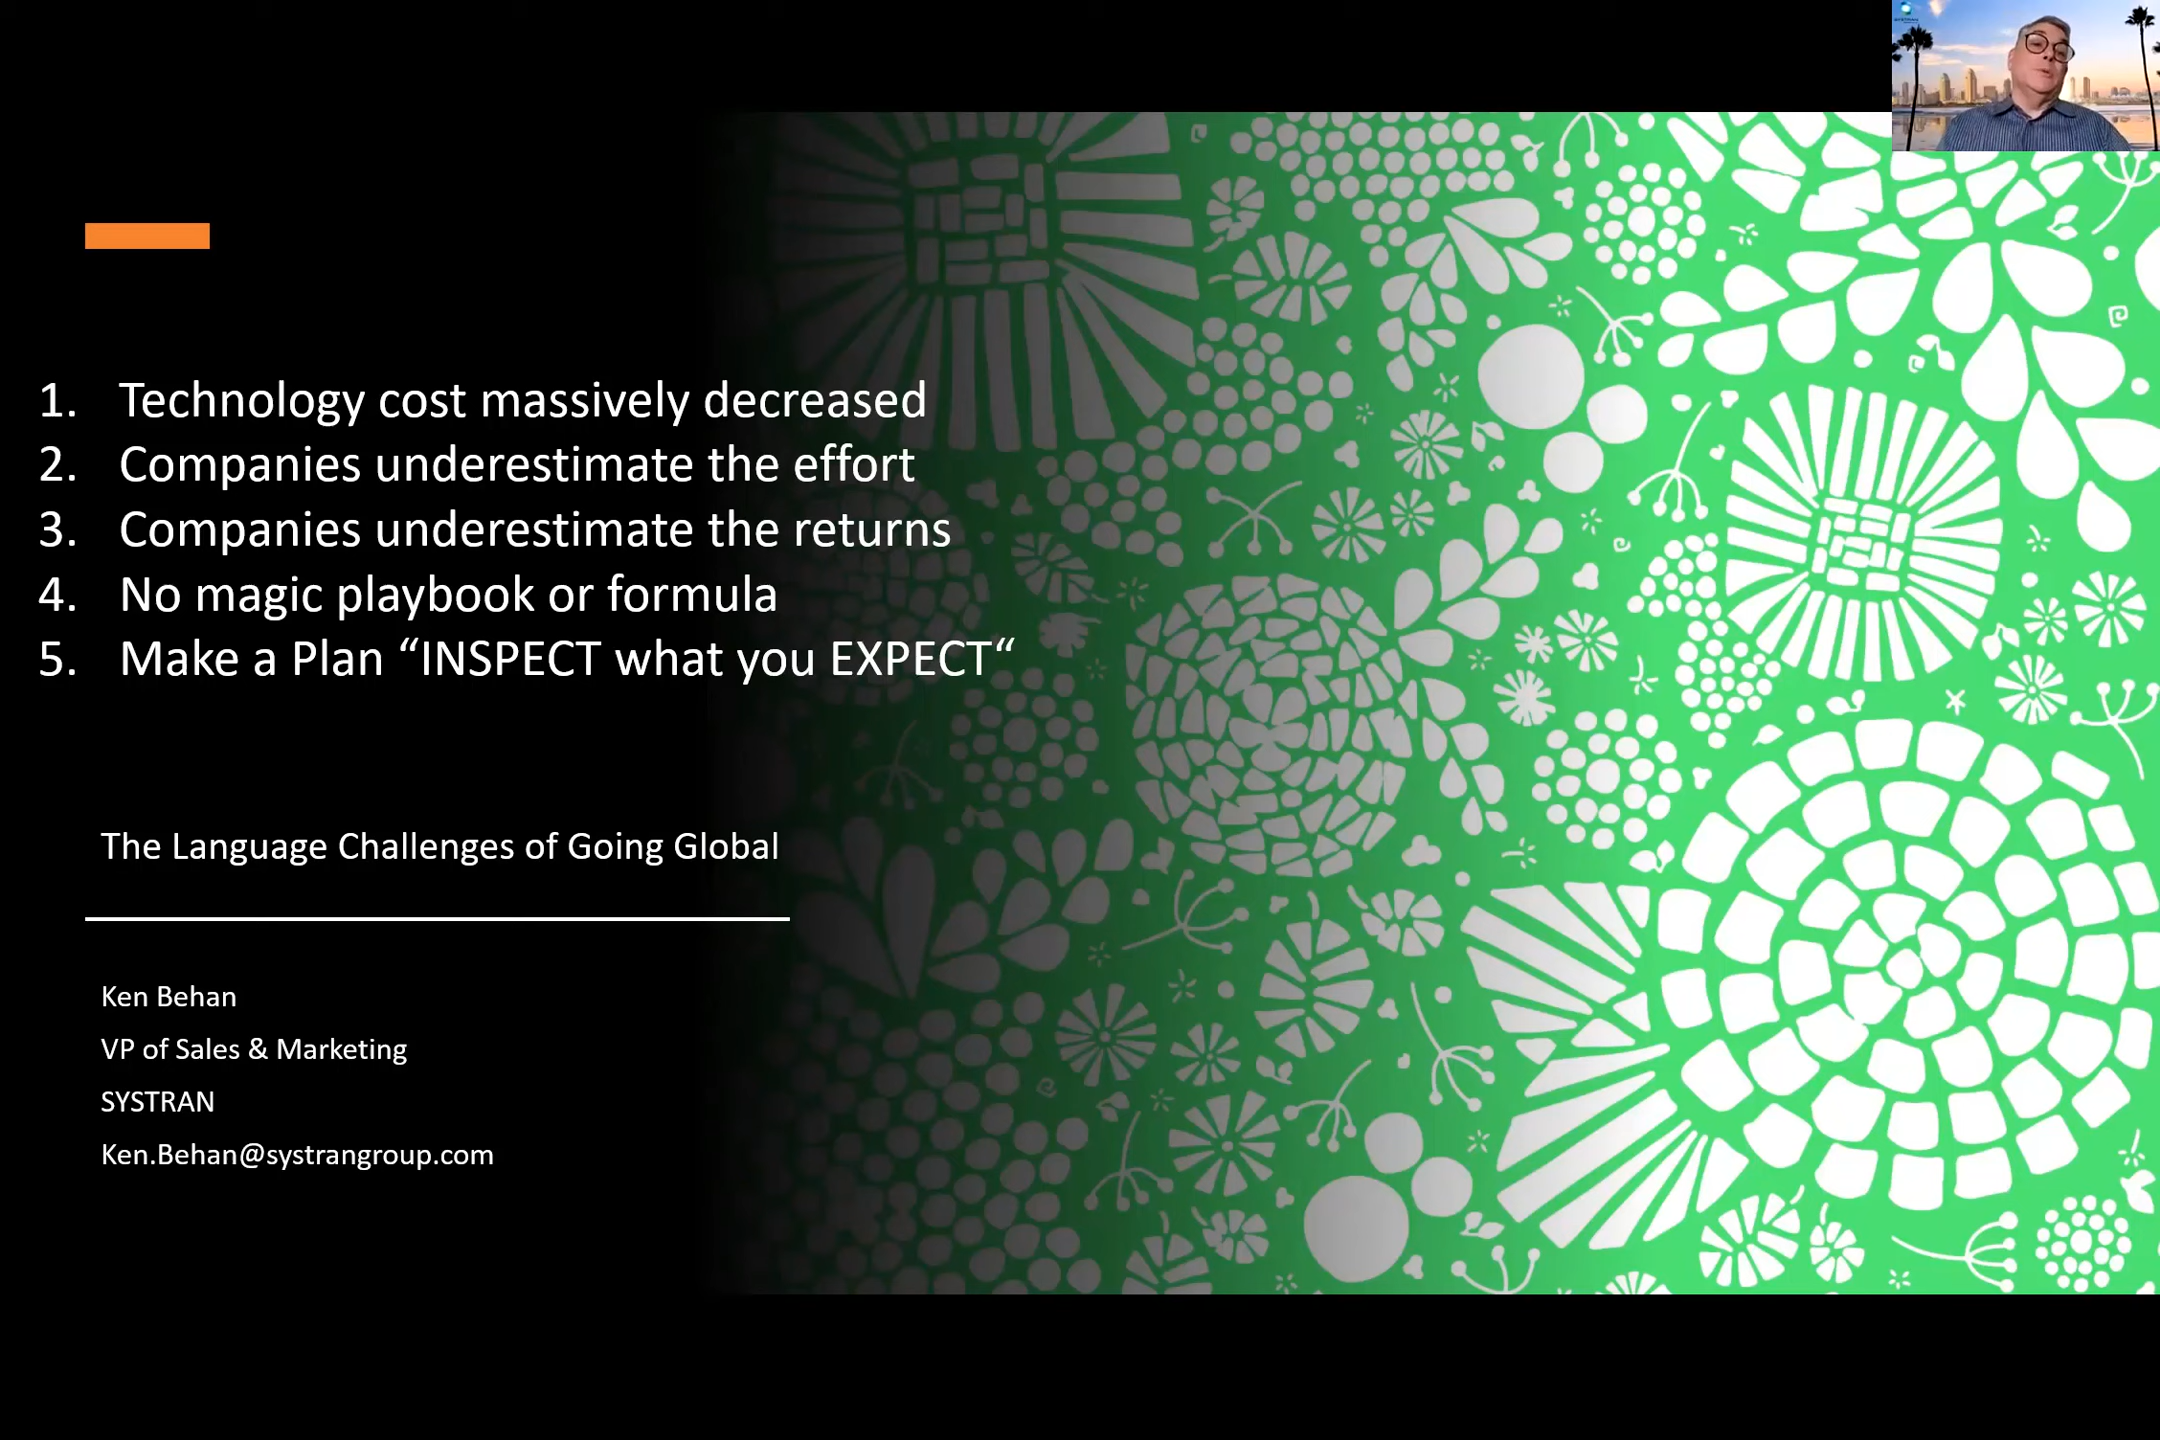 1. Technology cost massively decreased
2. Companies underestimate the effort
3. Companies underestimate the returns
4. No magic playbook or formula
5. Make a Plan “INSPECT what you EXPECT“
The Language Challenges of Going Global
Ken Behan
VP of Sales & Marketing
SYSTRAN
Ken.Behan@systrangroup.com